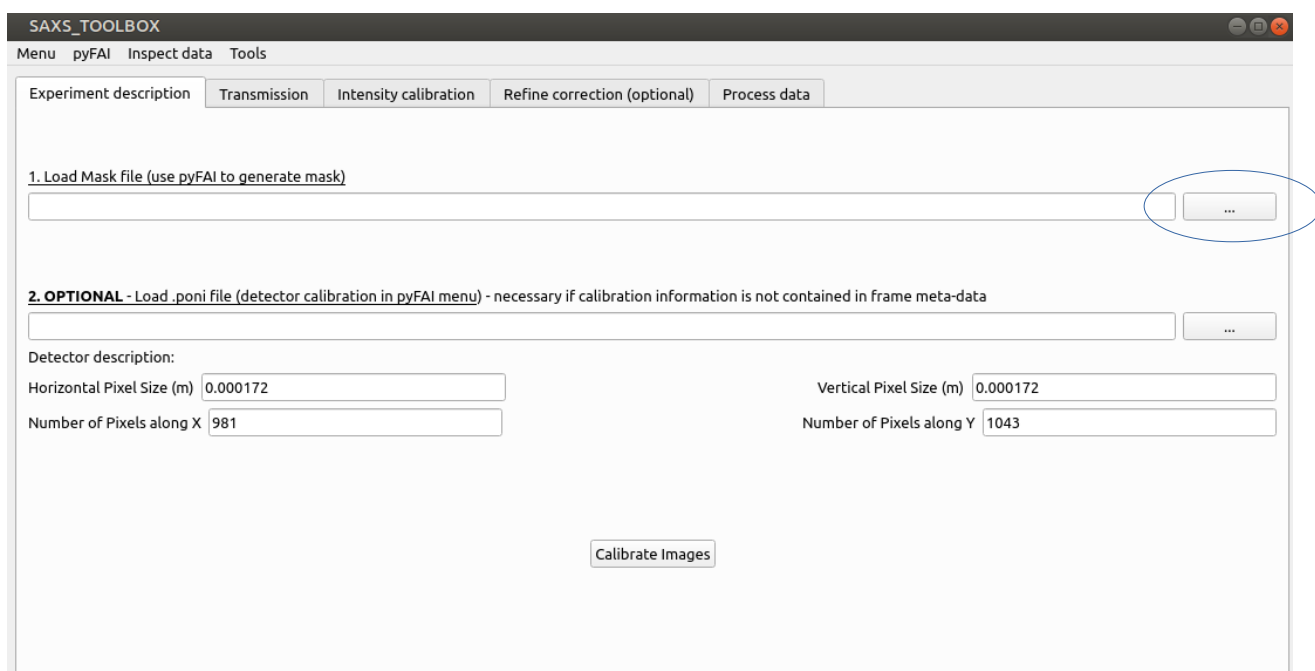 SAXS_TOOLBOX
Menu pyFAI Inspect data Tools
Experiment description Transmission Intensity calibration Refine correction (optional) Process data
1. Load Mask file (use pyFAI to generate mask)
...
2. OPTIONAL - Load .poni file (detector calibration in pyFAI menu) - necessary if calibration information is not contained in frame meta-data
...
Detector description:
Horizontal Pixel Size (m) 0.000172 Vertical Pixel Size (m) 0.000172
Number of Pixels along X 981 Number of Pixels along Y 1043
Calibrate Images